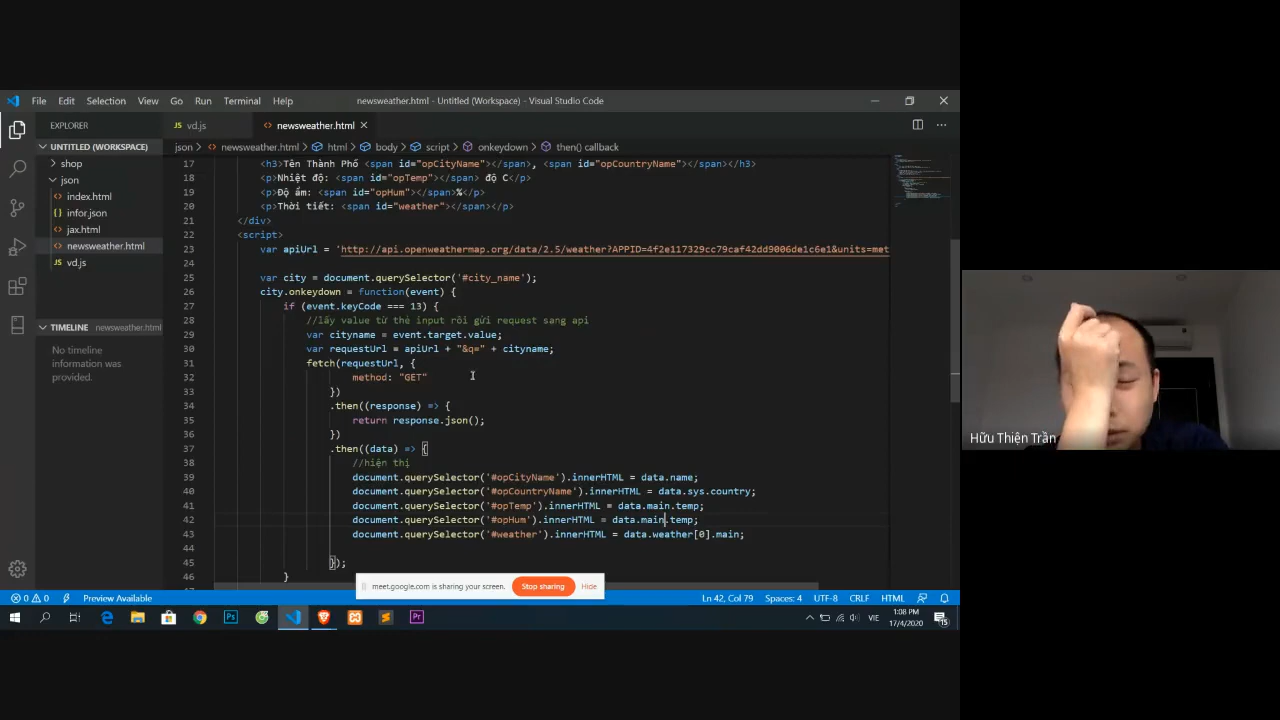 File Edit Selection View Go Run Terminal Help newsweather.html - Untitled (Workspace) - Visual Studio Code
EXPLORER
vd.js
newsweather.html
UNTITLED (WORKSPACE)
shop
json
index.html
infor.json
jax.html
newsweather.html
vd.js
TIMELINE newsweather.html
No timeline
information was
provided.
json > newsweather.html > html > body > script > onkeydown > then() callback
17 <h3>Tên Thành Phố <span id="opCityName"></span>, <span id="opCountryName"></span></h3>
18 <p>Nhiệt độ: <span id="opTemp"></span> độ C</p>
19 <p>Độ ẩm: <span id="opHum"></span>%</p>
20 <p>Thời tiết: <span id="weather"></span></p>
21 </div>
22 <script>
23 var apiUrl = 'http://api.openweathermap.org/data/2.5/weather?APPID=4f2e117329cc79caf42dd9006de1c6e1&units=met
24
25 var city = document.querySelector('#city_name');
26 city.onkeydown = function(event) {
27 if (event.keyCode === 13) {
28 //lấy value từ thẻ input rồi gửi request sang api
29 var cityname = event.target.value;
30 var requestUrl = apiUrl + "&q=" + cityname;
31 fetch(requestUrl, {
32 method: "GET"
33 })
34 .then((response) => {
35 return response.json();
36 })
37 .then((data) => {
38 //hiện thị
39 document.querySelector('#opCityName').innerHTML = data.name;
40 document.querySelector('#opCountryName').innerHTML = data.sys.country;
41 document.querySelector('#opTemp').innerHTML = data.main.temp;
42 document.querySelector('#opHum').innerHTML = data.main.temp;
43 document.querySelector('#weather').innerHTML = data.weather[0].main;
44
45 });
46 }
meet.google.com is sharing your screen. Stop sharing Hide
0 0 Preview Available Ln 42, Col 79 Spaces: 4 UTF-8 CRLF HTML
VIE 1:08 PM
17/4/2020
15
Hữu Thiện Trần